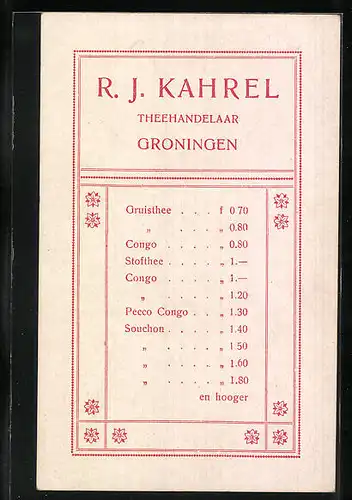 R. J. KAHREL
THEEHANDELAAR
GRONINGEN
Gruisthee . . . f 0 70
„ . . . „ 0.80
Congo . . . . „ 0.80
Stofthee . . . . „ 1.—
Congo . . . . „ 1.—
„ . . . . „ 1.20
Pecco Congo . . „ 1.30
Souchon . . . . „ 1.40
„ . . . . „ 1 50
„ . . . . „ 1.60
„ . . . . „ 1.80
en hooger